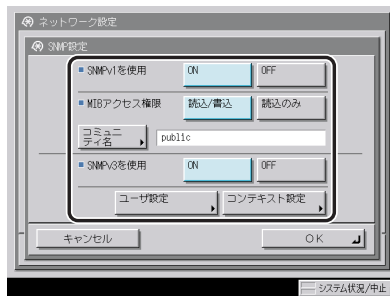 ネットワーク設定
SNMP設定
SNMPv1を使用 ON OFF
MIBアクセス権限 読込/書込 読込のみ
コミュニ
ティ名 public
SNMPv3を使用 ON OFF
ユーザ設定 コンテキスト設定
キャンセル OK
システム状況/中止